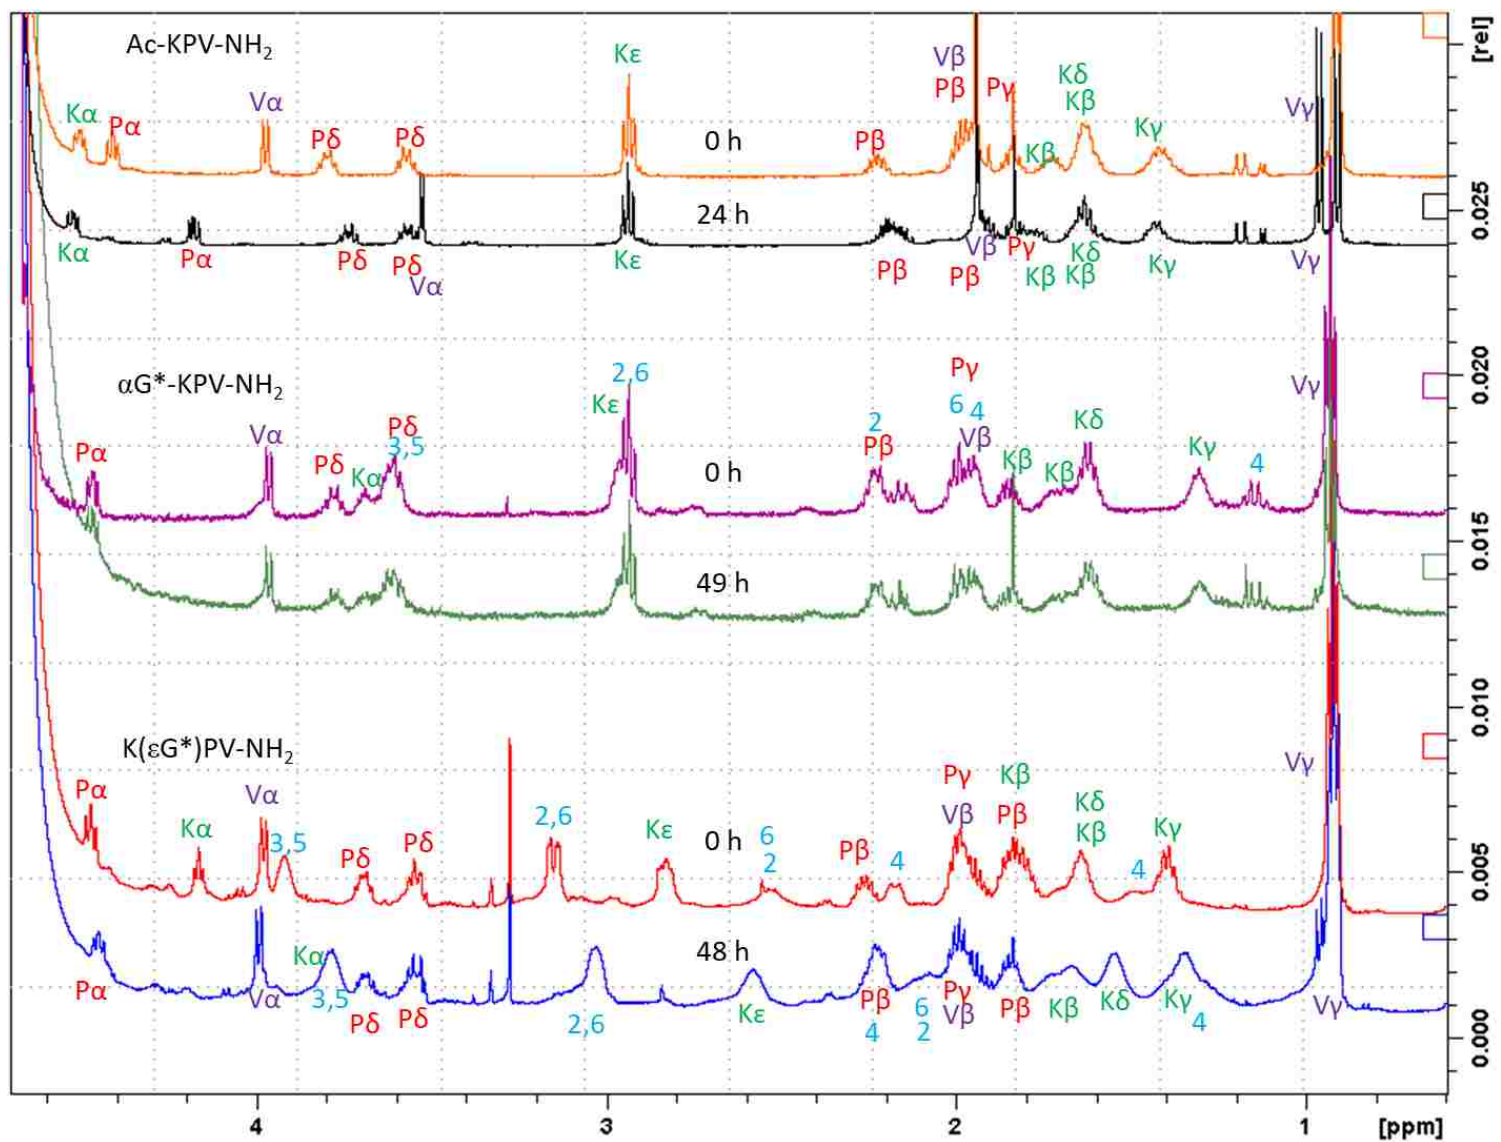 Ac-KPV-NH2
Kα Pα Vα Pδ Pδ Kε 0 h Pβ Vβ Pβ Pγ Kβ Kδ Kβ Kγ Vγ
[rel]
24 h
0.025
Kα Pα Pδ Pδ Vα Kε Pβ Pβ Vβ Pγ Kβ Kδ Kβ Kγ Vγ
αG*-KPV-NH2
0.020
Pα Vα Pδ Kα Pδ 3,5 Kε 2,6 0 h 2 Pβ Pγ 6 4 Vβ Kβ Kβ Kδ Kγ 4 Vγ
0.015
49 h
0.010
K(εG*)PV-NH2
Pα Kα Vα 3,5 Pδ Pδ 2,6 Kε 0 h 6 2 Pβ 4 Pγ Vβ Kβ Pβ Kδ Kβ 4 Kγ Vγ
0.005
48 h
Pα Vα Kα 3,5 Pδ Pδ 2,6 Kε Pβ 4 6 2 Pγ Vβ Pβ Kβ Kδ Kγ 4 Vγ
0.000
4 3 2 1 [ppm]